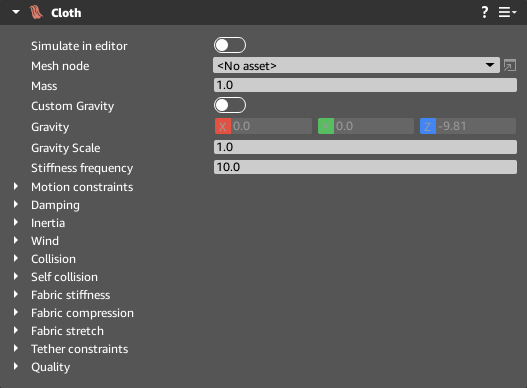 Cloth ?
Simulate in editor
Mesh node <No asset>
Mass 1.0
Custom Gravity
Gravity X 0.0 Y 0.0 Z -9.81
Gravity Scale 1.0
Stiffness frequency 10.0
Motion constraints
Damping
Inertia
Wind
Collision
Self collision
Fabric stiffness
Fabric compression
Fabric stretch
Tether constraints
Quality